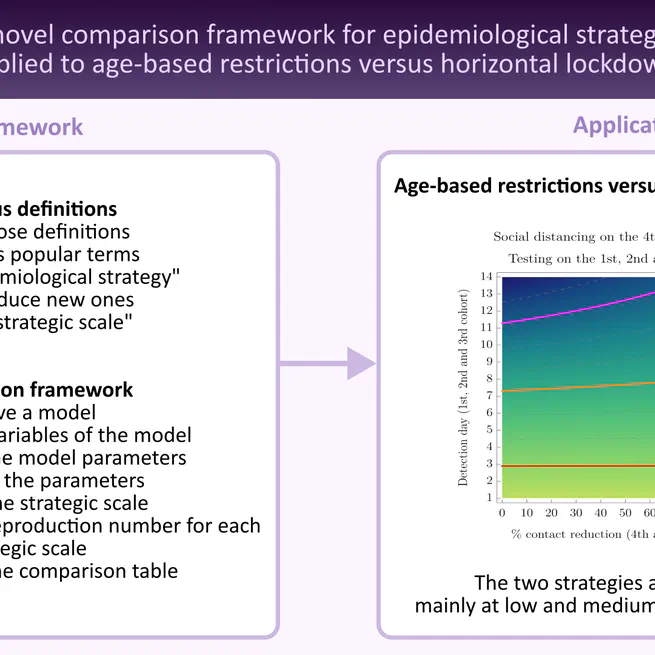 novel comparison framework for epidemiological strateg
plied to age-based restrictions versus horizontal lockdow
mework
Applicat
us definitions
ose definitions
s popular terms
miological strategy"
duce new ones
strategic scale"
on framework
ve a model
ariables of the model
he model parameters
the parameters
he strategic scale
eproduction number for each
egic scale
he comparison table
Age-based restrictions versu
Social distancing on the 4t
Testing on the 1st, 2nd a
Detection day (1st, 2nd and 3rd cohort)
14
13
12
11
10
9
8
7
6
5
4
3
2
1
0 10 20 30 40 50 60
% contact reduction (4th a
The two strategies a
mainly at low and medium